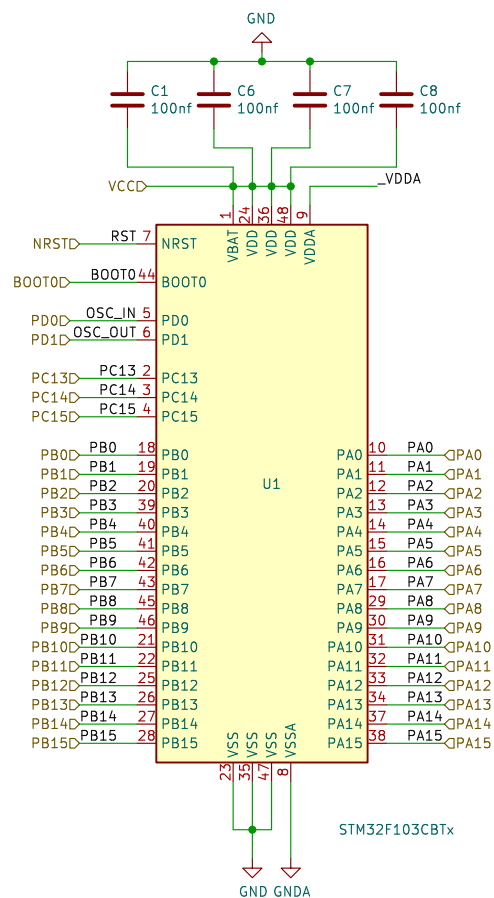 GND
C1 100nf
C6 100nf
C7 100nf
C8 100nf
VCC
_VDDA
1 24 36 48 9
VBAT VDD VDD VDD VDDA
NRST RST 7 NRST
BOOT0 BOOT0 44 BOOT0
PD0 OSC_IN 5 PD0
PD1 OSC_OUT 6 PD1
PC13 PC13 2 PC13
PC14 PC14 3 PC14
PC15 PC15 4 PC15
PB0 PB0 18 PB0 PA0 10 PA0 PA0
PB1 PB1 19 PB1 PA1 11 PA1 PA1
U1
PB2 PB2 20 PB2 PA2 12 PA2 PA2
PB3 PB3 39 PB3 PA3 13 PA3 PA3
PB4 PB4 40 PB4 PA4 14 PA4 PA4
PB5 PB5 41 PB5 PA5 15 PA5 PA5
PB6 PB6 42 PB6 PA6 16 PA6 PA6
PB7 PB7 43 PB7 PA7 17 PA7 PA7
PB8 PB8 45 PB8 PA8 29 PA8 PA8
PB9 PB9 46 PB9 PA9 30 PA9 PA9
PB10 PB10 21 PB10 PA10 31 PA10 PA10
PB11 PB11 22 PB11 PA11 32 PA11 PA11
PB12 PB12 25 PB12 PA12 33 PA12 PA12
PB13 PB13 26 PB13 PA13 34 PA13 PA13
PB14 PB14 27 PB14 PA14 37 PA14 PA14
PB15 PB15 28 PB15 PA15 38 PA15 PA15
VSS VSS VSS VSSA
23 35 47 8
STM32F103CBTx
GND GNDA